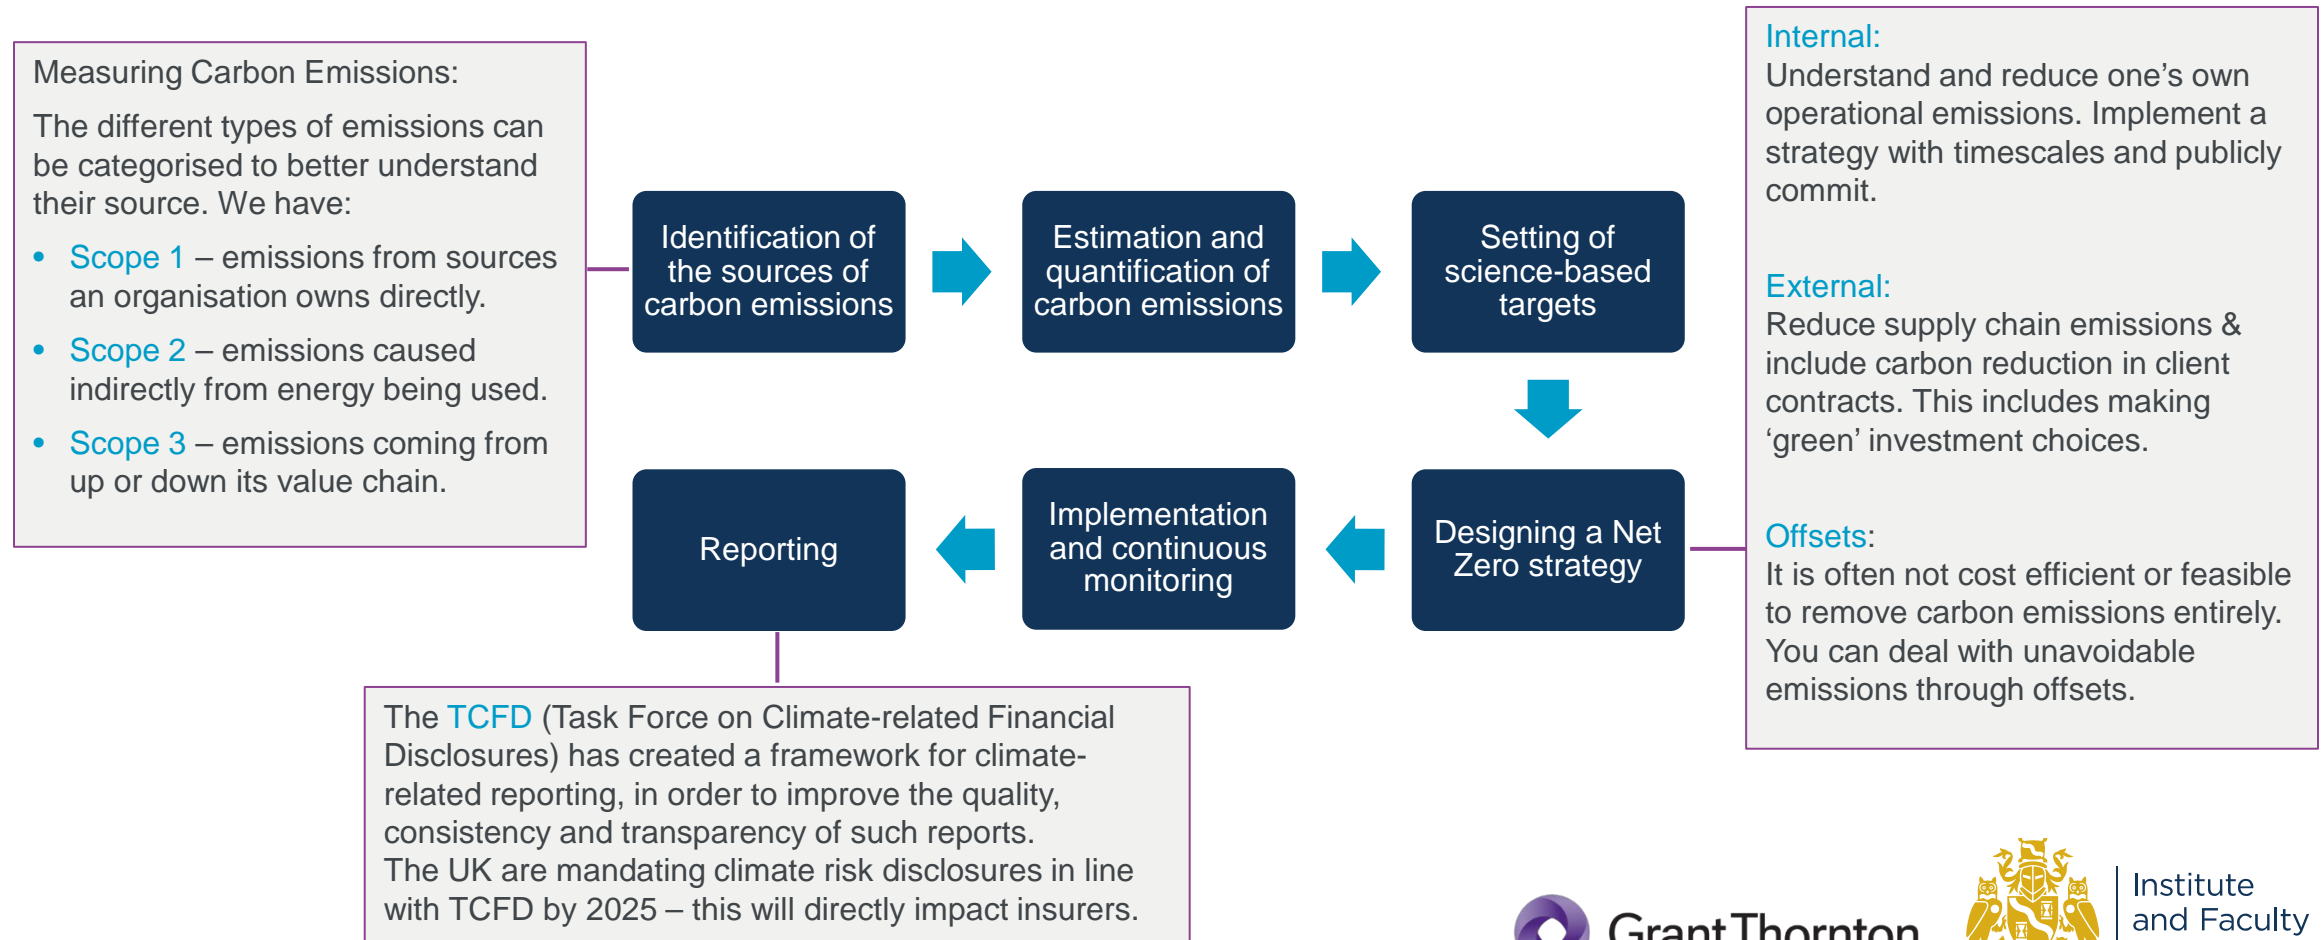 Measuring Carbon Emissions:
The different types of emissions can
be categorised to better understand
their source. We have:
• Scope 1 – emissions from sources
an organisation owns directly.
• Scope 2 – emissions caused
indirectly from energy being used.
• Scope 3 – emissions coming from
up or down its value chain.
Identification of
the sources of
carbon emissions
Estimation and
quantification of
carbon emissions
Setting of
science-based
targets
Designing a Net
Zero strategy
Implementation
and continuous
monitoring
Reporting
Internal:
Understand and reduce one’s own
operational emissions. Implement a
strategy with timescales and publicly
commit.
External:
Reduce supply chain emissions &
include carbon reduction in client
contracts. This includes making
‘green’ investment choices.
Offsets:
It is often not cost efficient or feasible
to remove carbon emissions entirely.
You can deal with unavoidable
emissions through offsets.
The TCFD (Task Force on Climate-related Financial
Disclosures) has created a framework for climate-
related reporting, in order to improve the quality,
consistency and transparency of such reports.
The UK are mandating climate risk disclosures in line
with TCFD by 2025 – this will directly impact insurers.
Grant Thornton
Institute
and Faculty